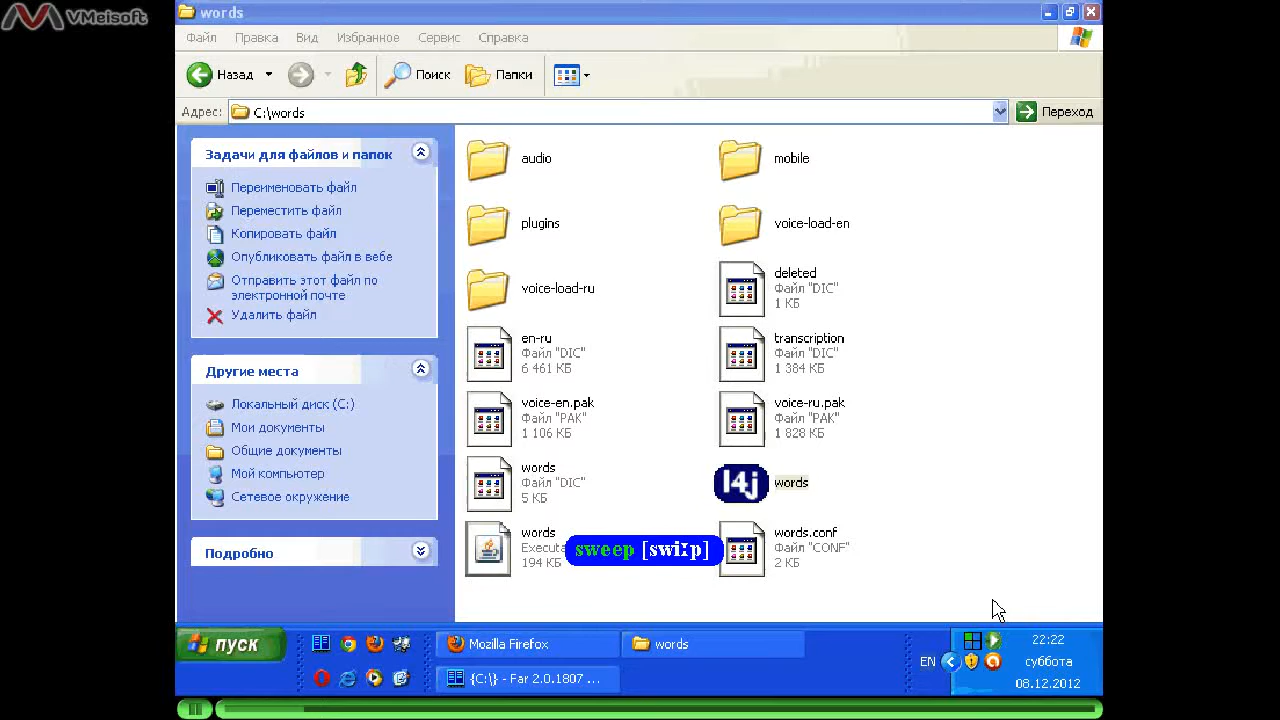 VMeisoft
words
Файл Правка Вид Избранное Сервис Справка
Назад Поиск Папки
Адрес: C:\words Переход
Задачи для файлов и папок
Переименовать файл
Переместить файл
Копировать файл
Опубликовать файл в вебе
Отправить этот файл по
электронной почте
Удалить файл
Другие места
Локальный диск (C:)
Мои документы
Общие документы
Мой компьютер
Сетевое окружение
Подробно
audio
mobile
plugins
voice-load-en
voice-load-ru
deleted
Файл "DIC"
1 КБ
en-ru
Файл "DIC"
6 461 КБ
transcription
Файл "DIC"
1 384 КБ
voice-en.pak
Файл "PAK"
1 106 КБ
voice-ru.pak
Файл "PAK"
1 828 КБ
words
Файл "DIC"
5 КБ
l4j
words
words
Executa
194 КБ
sweep [swiːp]
words.conf
Файл "CONF"
2 КБ
пуск
Mozilla Firefox
words
{C:\} - Far 2.0.1807 ...
EN
22:22
суббота
08.12.2012